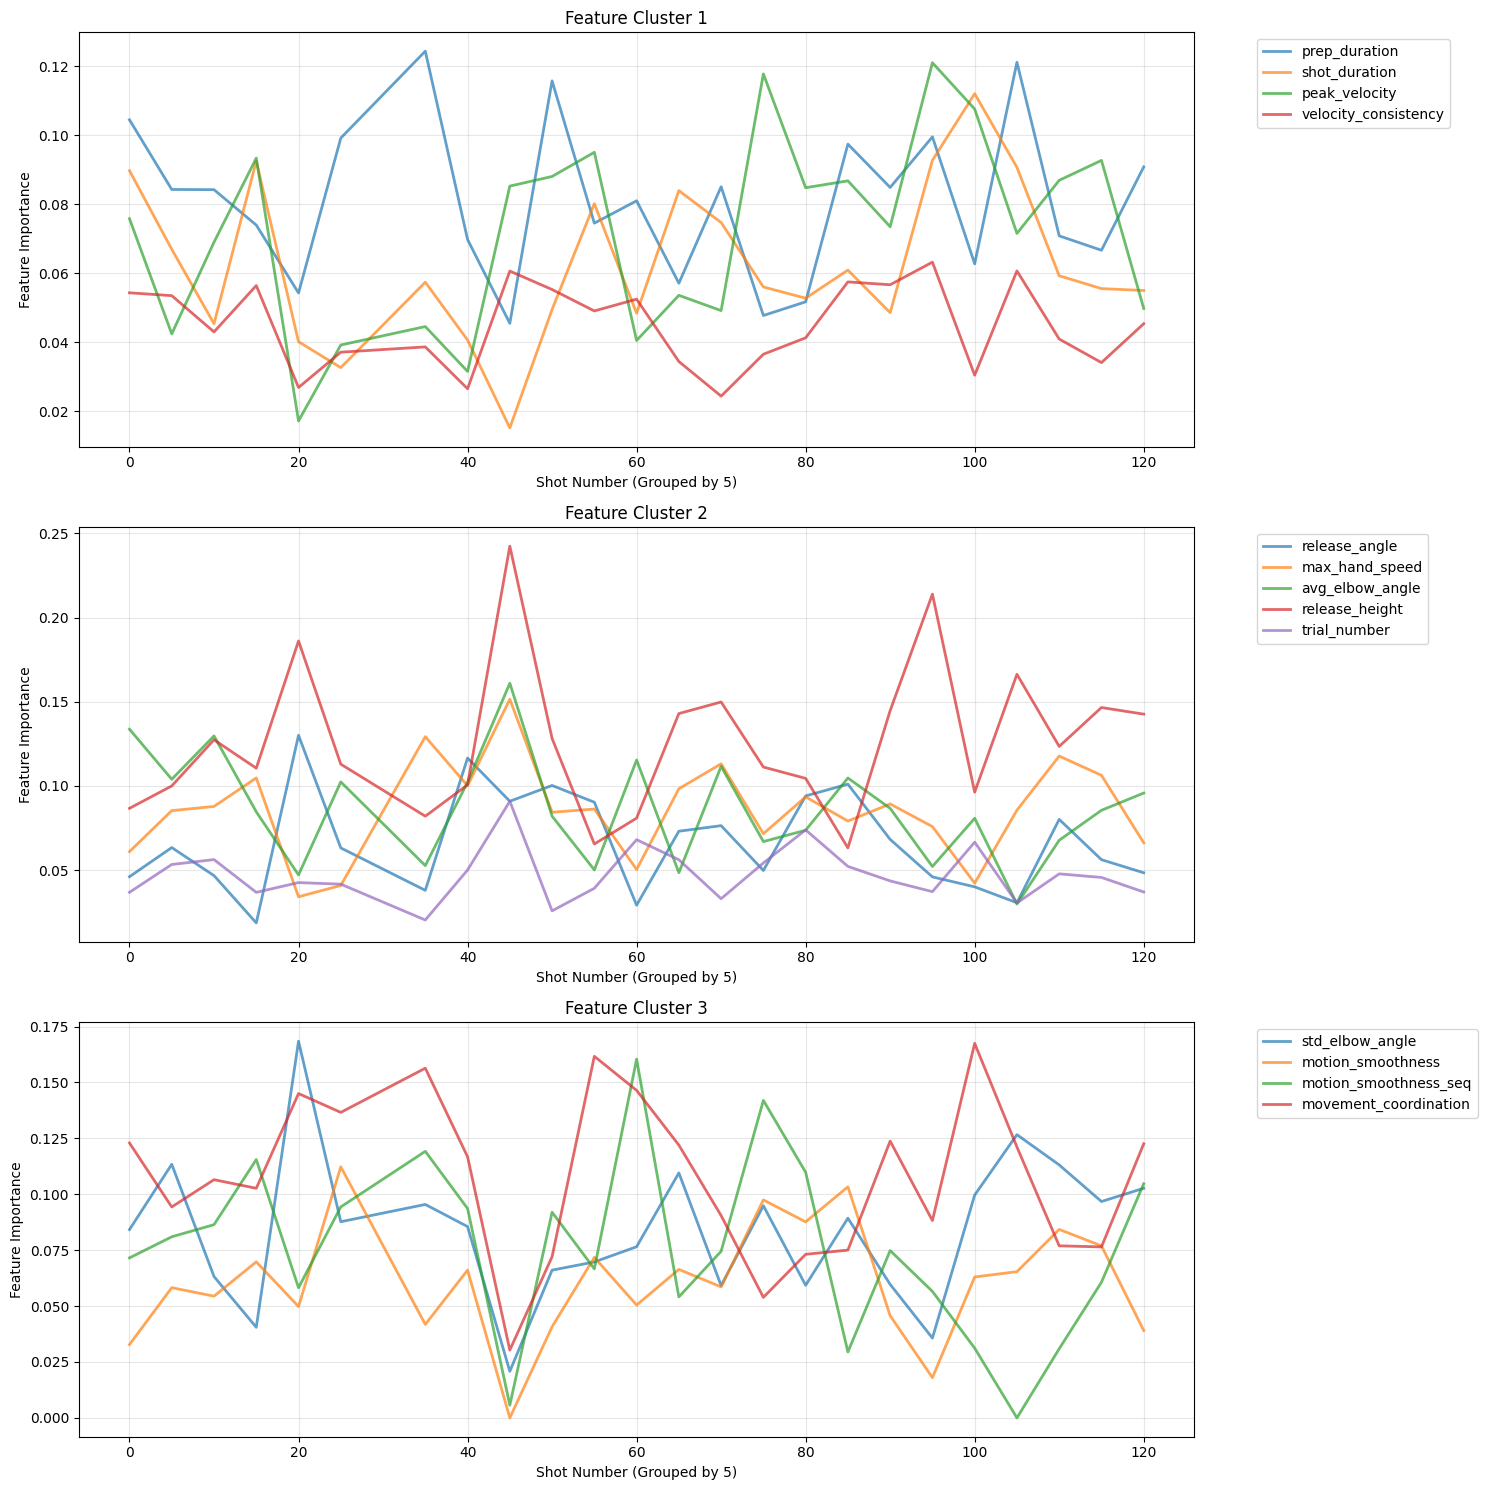 Feature Cluster 1
Feature Importance
0.12
0.10
0.08
0.06
0.04
0.02
0 20 40 60 80 100 120
Shot Number (Grouped by 5)
prep_duration
shot_duration
peak_velocity
velocity_consistency
Feature Cluster 2
Feature Importance
0.25
0.20
0.15
0.10
0.05
0 20 40 60 80 100 120
Shot Number (Grouped by 5)
release_angle
max_hand_speed
avg_elbow_angle
release_height
trial_number
Feature Cluster 3
Feature Importance
0.175
0.150
0.125
0.100
0.075
0.050
0.025
0.000
0 20 40 60 80 100 120
Shot Number (Grouped by 5)
std_elbow_angle
motion_smoothness
motion_smoothness_seq
movement_coordination